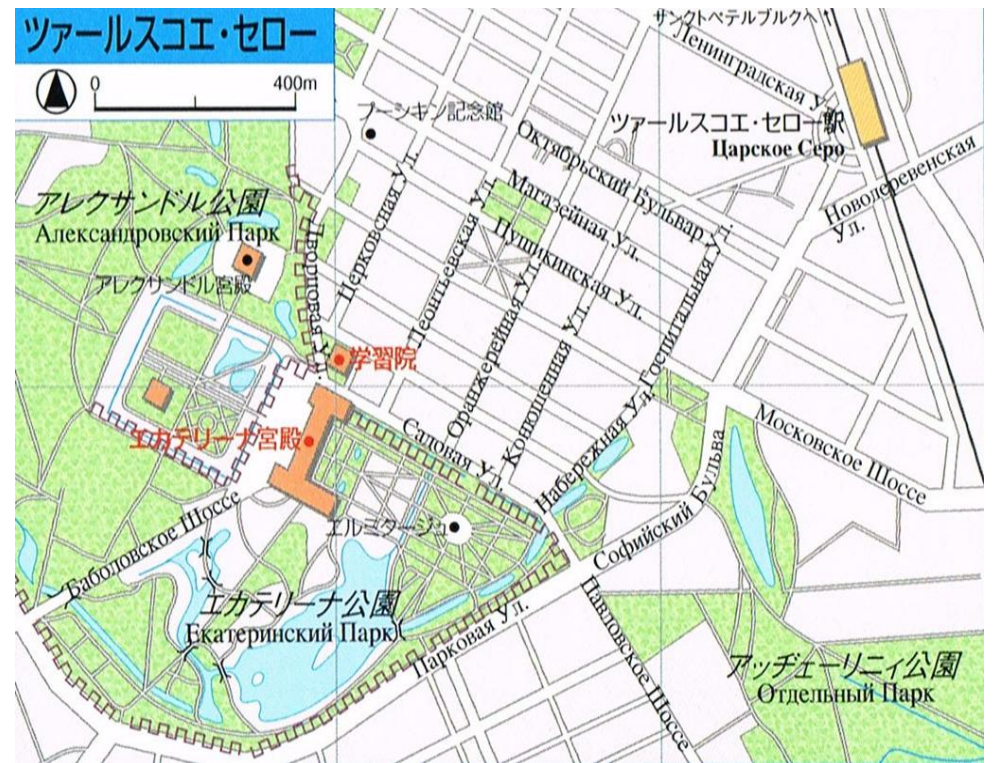 ツァールスコエ・セロー
0
400m
サンクトペテルブルクへ↑
Ленинградская Ул.
プーシキン記念館
ツァールスコエ・セロー駅
Царское Серо
Октябрьский Бульвар
Новодеревенская
Ул.
アレクサンドル公園
Александровский Парк
アレクサンドル宮殿
Дворцовая Ул.
Церковсная Ул.
Леонтьевская Ул.
Магазейная Ул.
Пушкинская Ул.
Оранжерейная Ул.
Конюшенная Ул.
Госпитальная Ул.
学習院
エカテリーナ宮殿
Саловая Ул.
Набережная Ул.
Московское Шоссе
エルミタージュ
Софийский Бульва
Баболовское Шоссе
エカテリーナ公園
Екатеринский Парк
Парковая Ул.
Павловское Шоссе
アッヂェーリニィ公園
Отдельный Парк